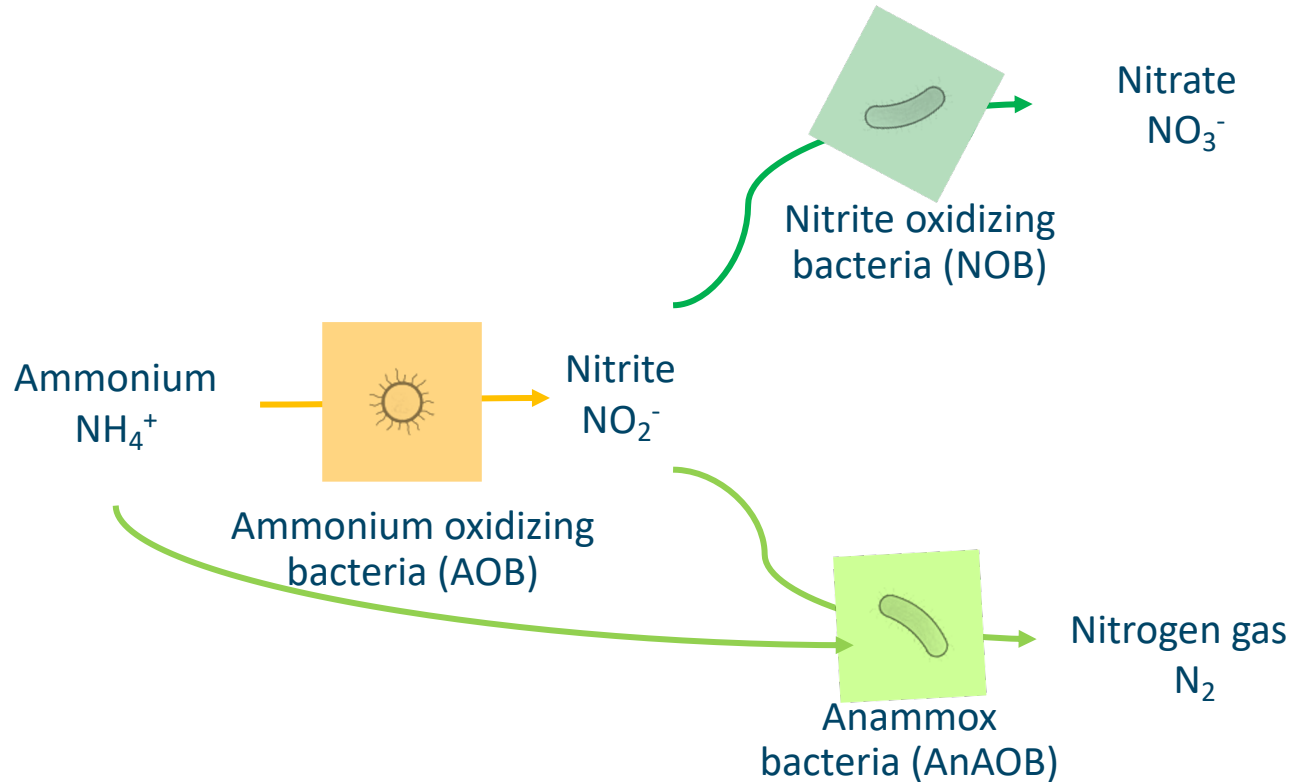 Nitrate
NO₃⁻
Nitrite oxidizing
bacteria (NOB)
Ammonium
NH₄⁺
Nitrite
NO₂⁻
Ammonium oxidizing
bacteria (AOB)
Nitrogen gas
N₂
Anammox
bacteria (AnAOB)